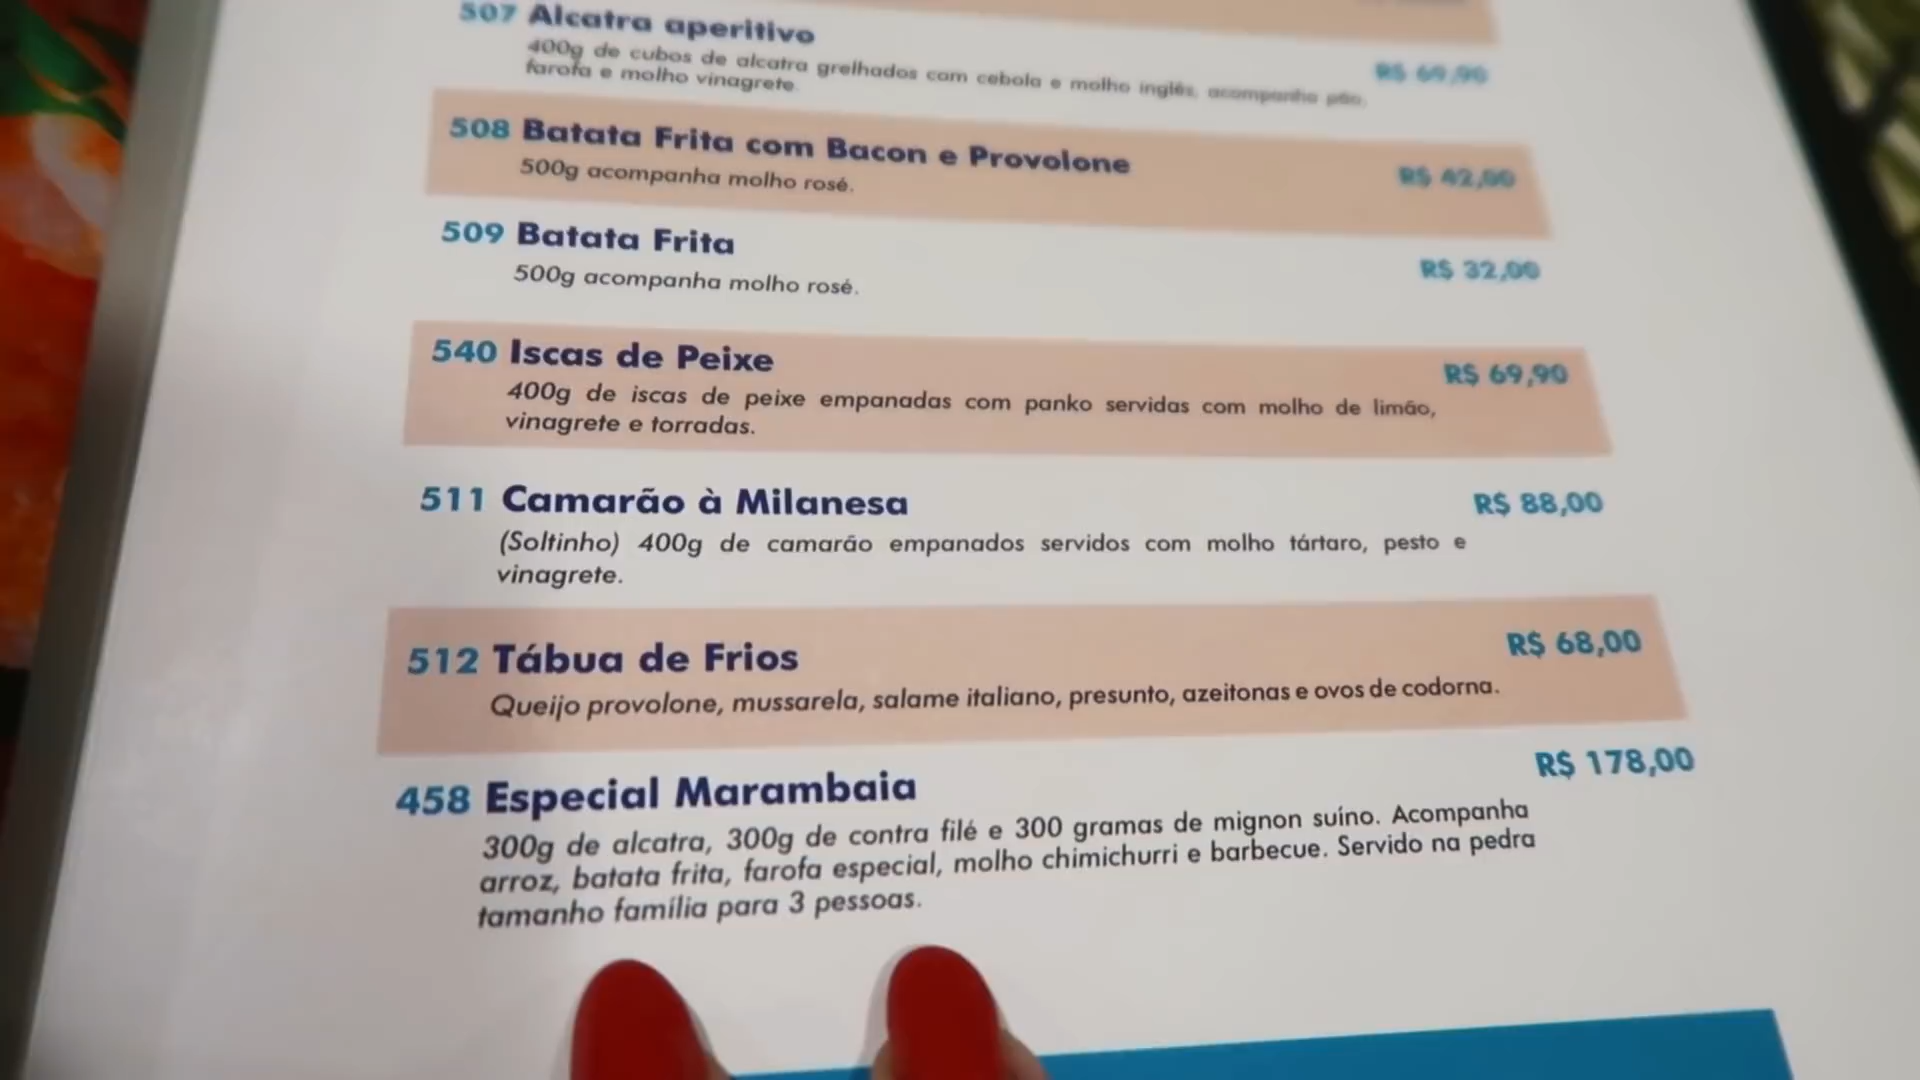 507 Alcatra aperitivo
400g de cubos de alcatra grelhados com cebola e molho inglês, acompanha pão,
farofa e molho vinagrete.
R$ 69,90
508 Batata Frita com Bacon e Provolone
R$ 42,00
500g acompanha molho rosé.
509 Batata Frita
R$ 32,00
500g acompanha molho rosé.
540 Iscas de Peixe
R$ 69,90
400g de iscas de peixe empanadas com panko servidas com molho de limão,
vinagrete e torradas.
511 Camarão à Milanesa
R$ 88,00
(Soltinho) 400g de camarão empanados servidos com molho tártaro, pesto e
vinagrete.
512 Tábua de Frios
R$ 68,00
Queijo provolone, mussarela, salame italiano, presunto, azeitonas e ovos de codorna.
458 Especial Marambaia
R$ 178,00
300g de alcatra, 300g de contra filé e 300 gramas de mignon suíno. Acompanha
arroz, batata frita, farofa especial, molho chimichurri e barbecue. Servido na pedra
tamanho família para 3 pessoas.